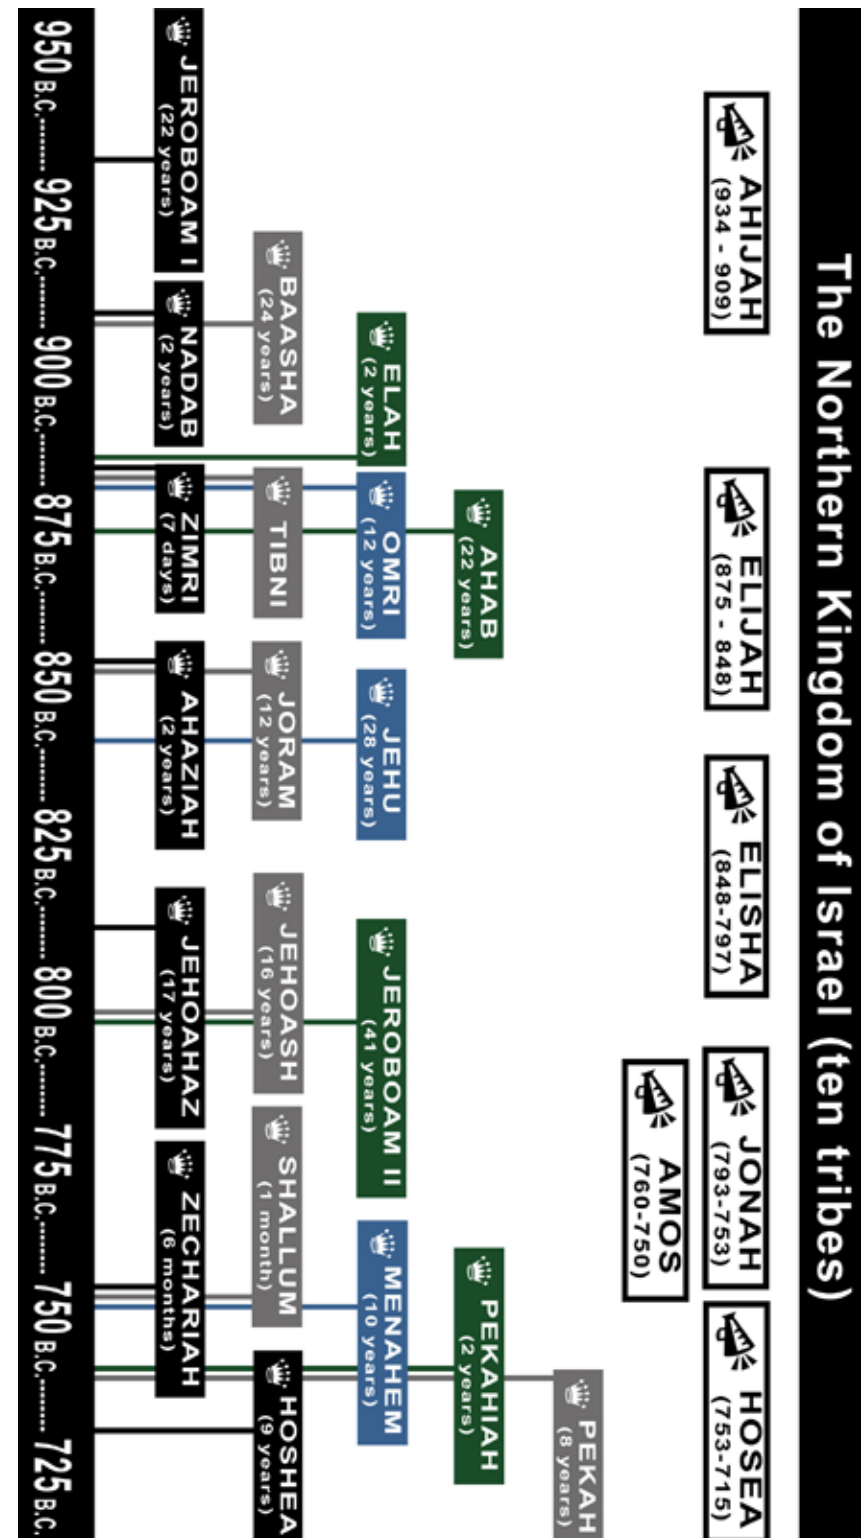 The Northern Kingdom of Israel (ten tribes)
AHIJAH
(934 - 909)
ELIJAH
(875 - 848)
ELISHA
(848-797)
JONAH
(793-753)
HOSEA
(753-715)
AMOS
(760-750)
PEKAH
(8 years)
AHAB
(22 years)
PEKAHIAH
(2 years)
ELAH
(2 years)
OMRI
(12 years)
JEHU
(28 years)
JEROBOAM II
(41 years)
MENAHEM
(10 years)
BAASHA
(24 years)
TIBNI
JORAM
(12 years)
JEHOASH
(16 years)
SHALLUM
(1 month)
HOSHEA
(9 years)
JEROBOAM I
(22 years)
NADAB
(2 years)
ZIMRI
(7 days)
AHAZIAH
(2 years)
JEHOAHAZ
(17 years)
ZECHARIAH
(6 months)
950 B.C. ........ 925 B.C. ........ 900 B.C. ........ 875 B.C. ........ 850 B.C. ........ 825 B.C. ........ 800 B.C. ........ 775 B.C. ........ 750 B.C. ........ 725 B.C.